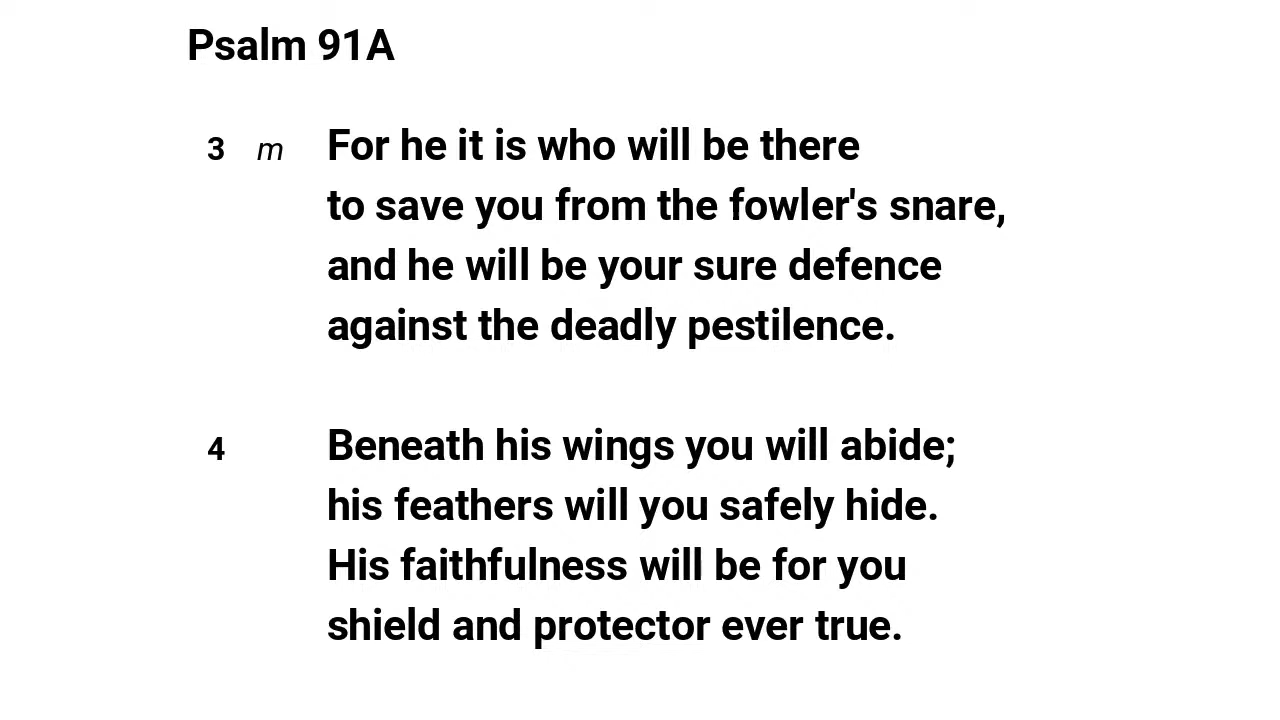 Psalm 91A
3 m For he it is who will be there
to save you from the fowler's snare,
and he will be your sure defence
against the deadly pestilence.
4 Beneath his wings you will abide;
his feathers will you safely hide.
His faithfulness will be for you
shield and protector ever true.